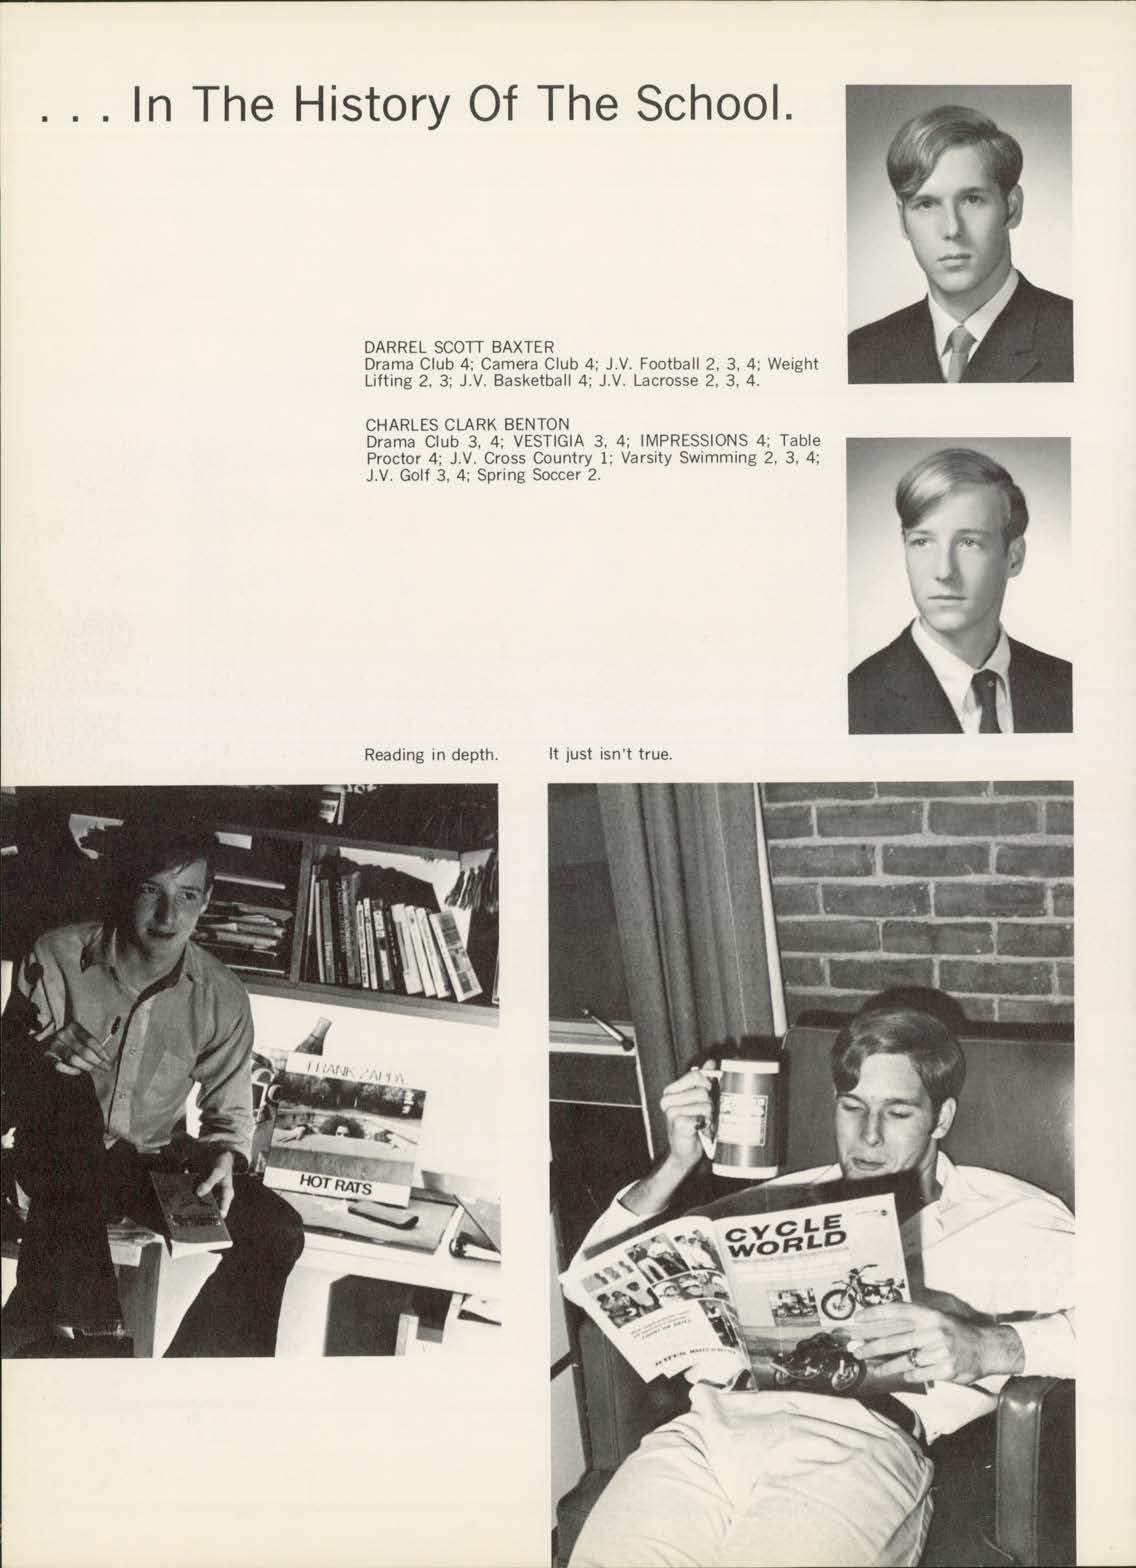 . . . In The History Of The School.
DARREL SCOTT BAXTER
Drama Club 4; Camera Club 4; J.V. Football 2, 3, 4; Weight
Lifting 2, 3; J.V. Basketball 4; J.V. Lacrosse 2, 3, 4.
CHARLES CLARK BENTON
Drama Club 3, 4; VESTIGIA 3, 4; IMPRESSIONS 4; Table
Proctor 4; J.V. Cross Country 1; Varsity Swimming 2, 3, 4;
J.V. Golf 3, 4; Spring Soccer 2.
Reading in depth.
It just isn't true.
FRANK ZAPPA
HOT RATS
CYCLE
WORLD